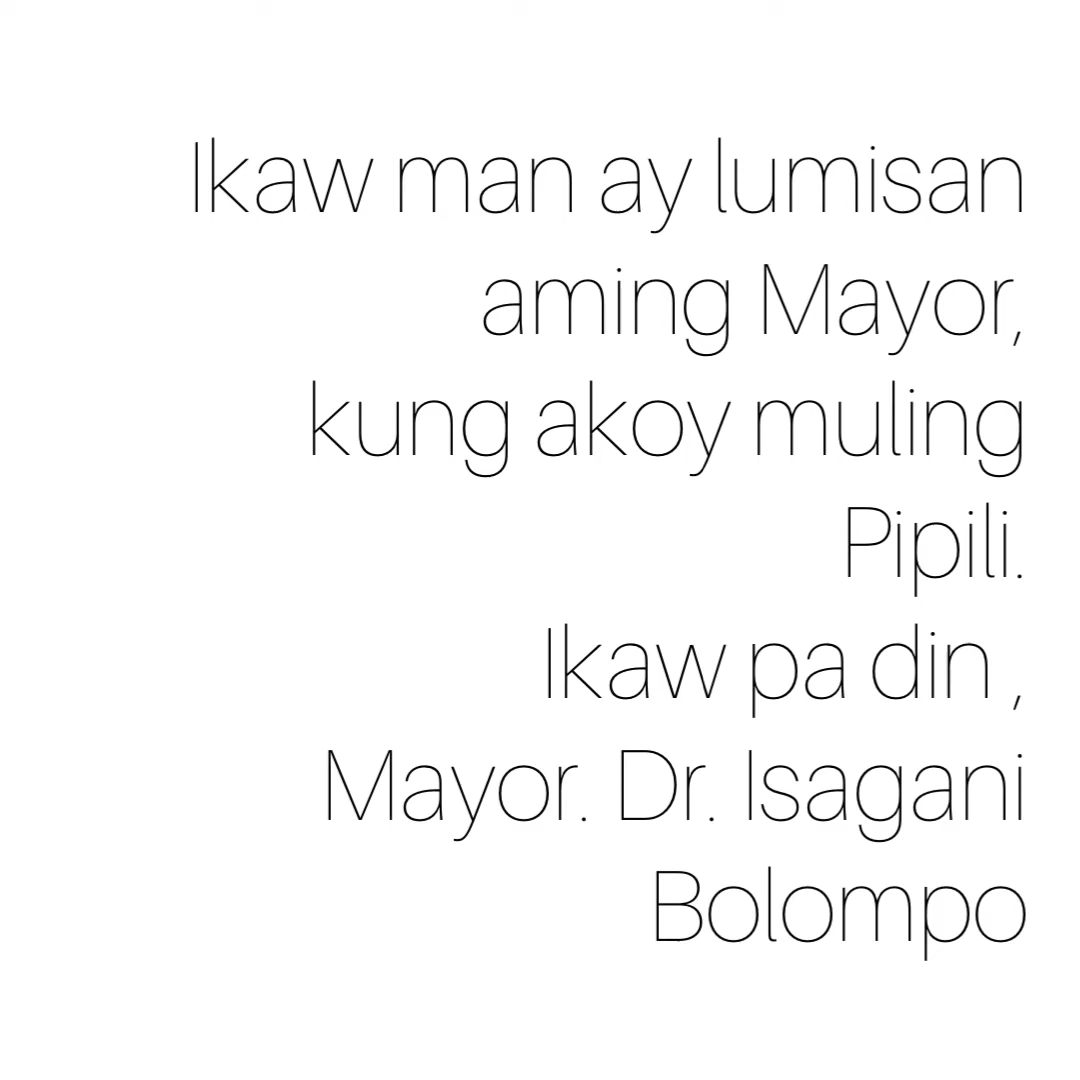 Ikaw man ay lumisan
aming Mayor,
kung akoy muling
Pipili.
Ikaw pa din ,
Mayor. Dr. Isagani
Bolompo